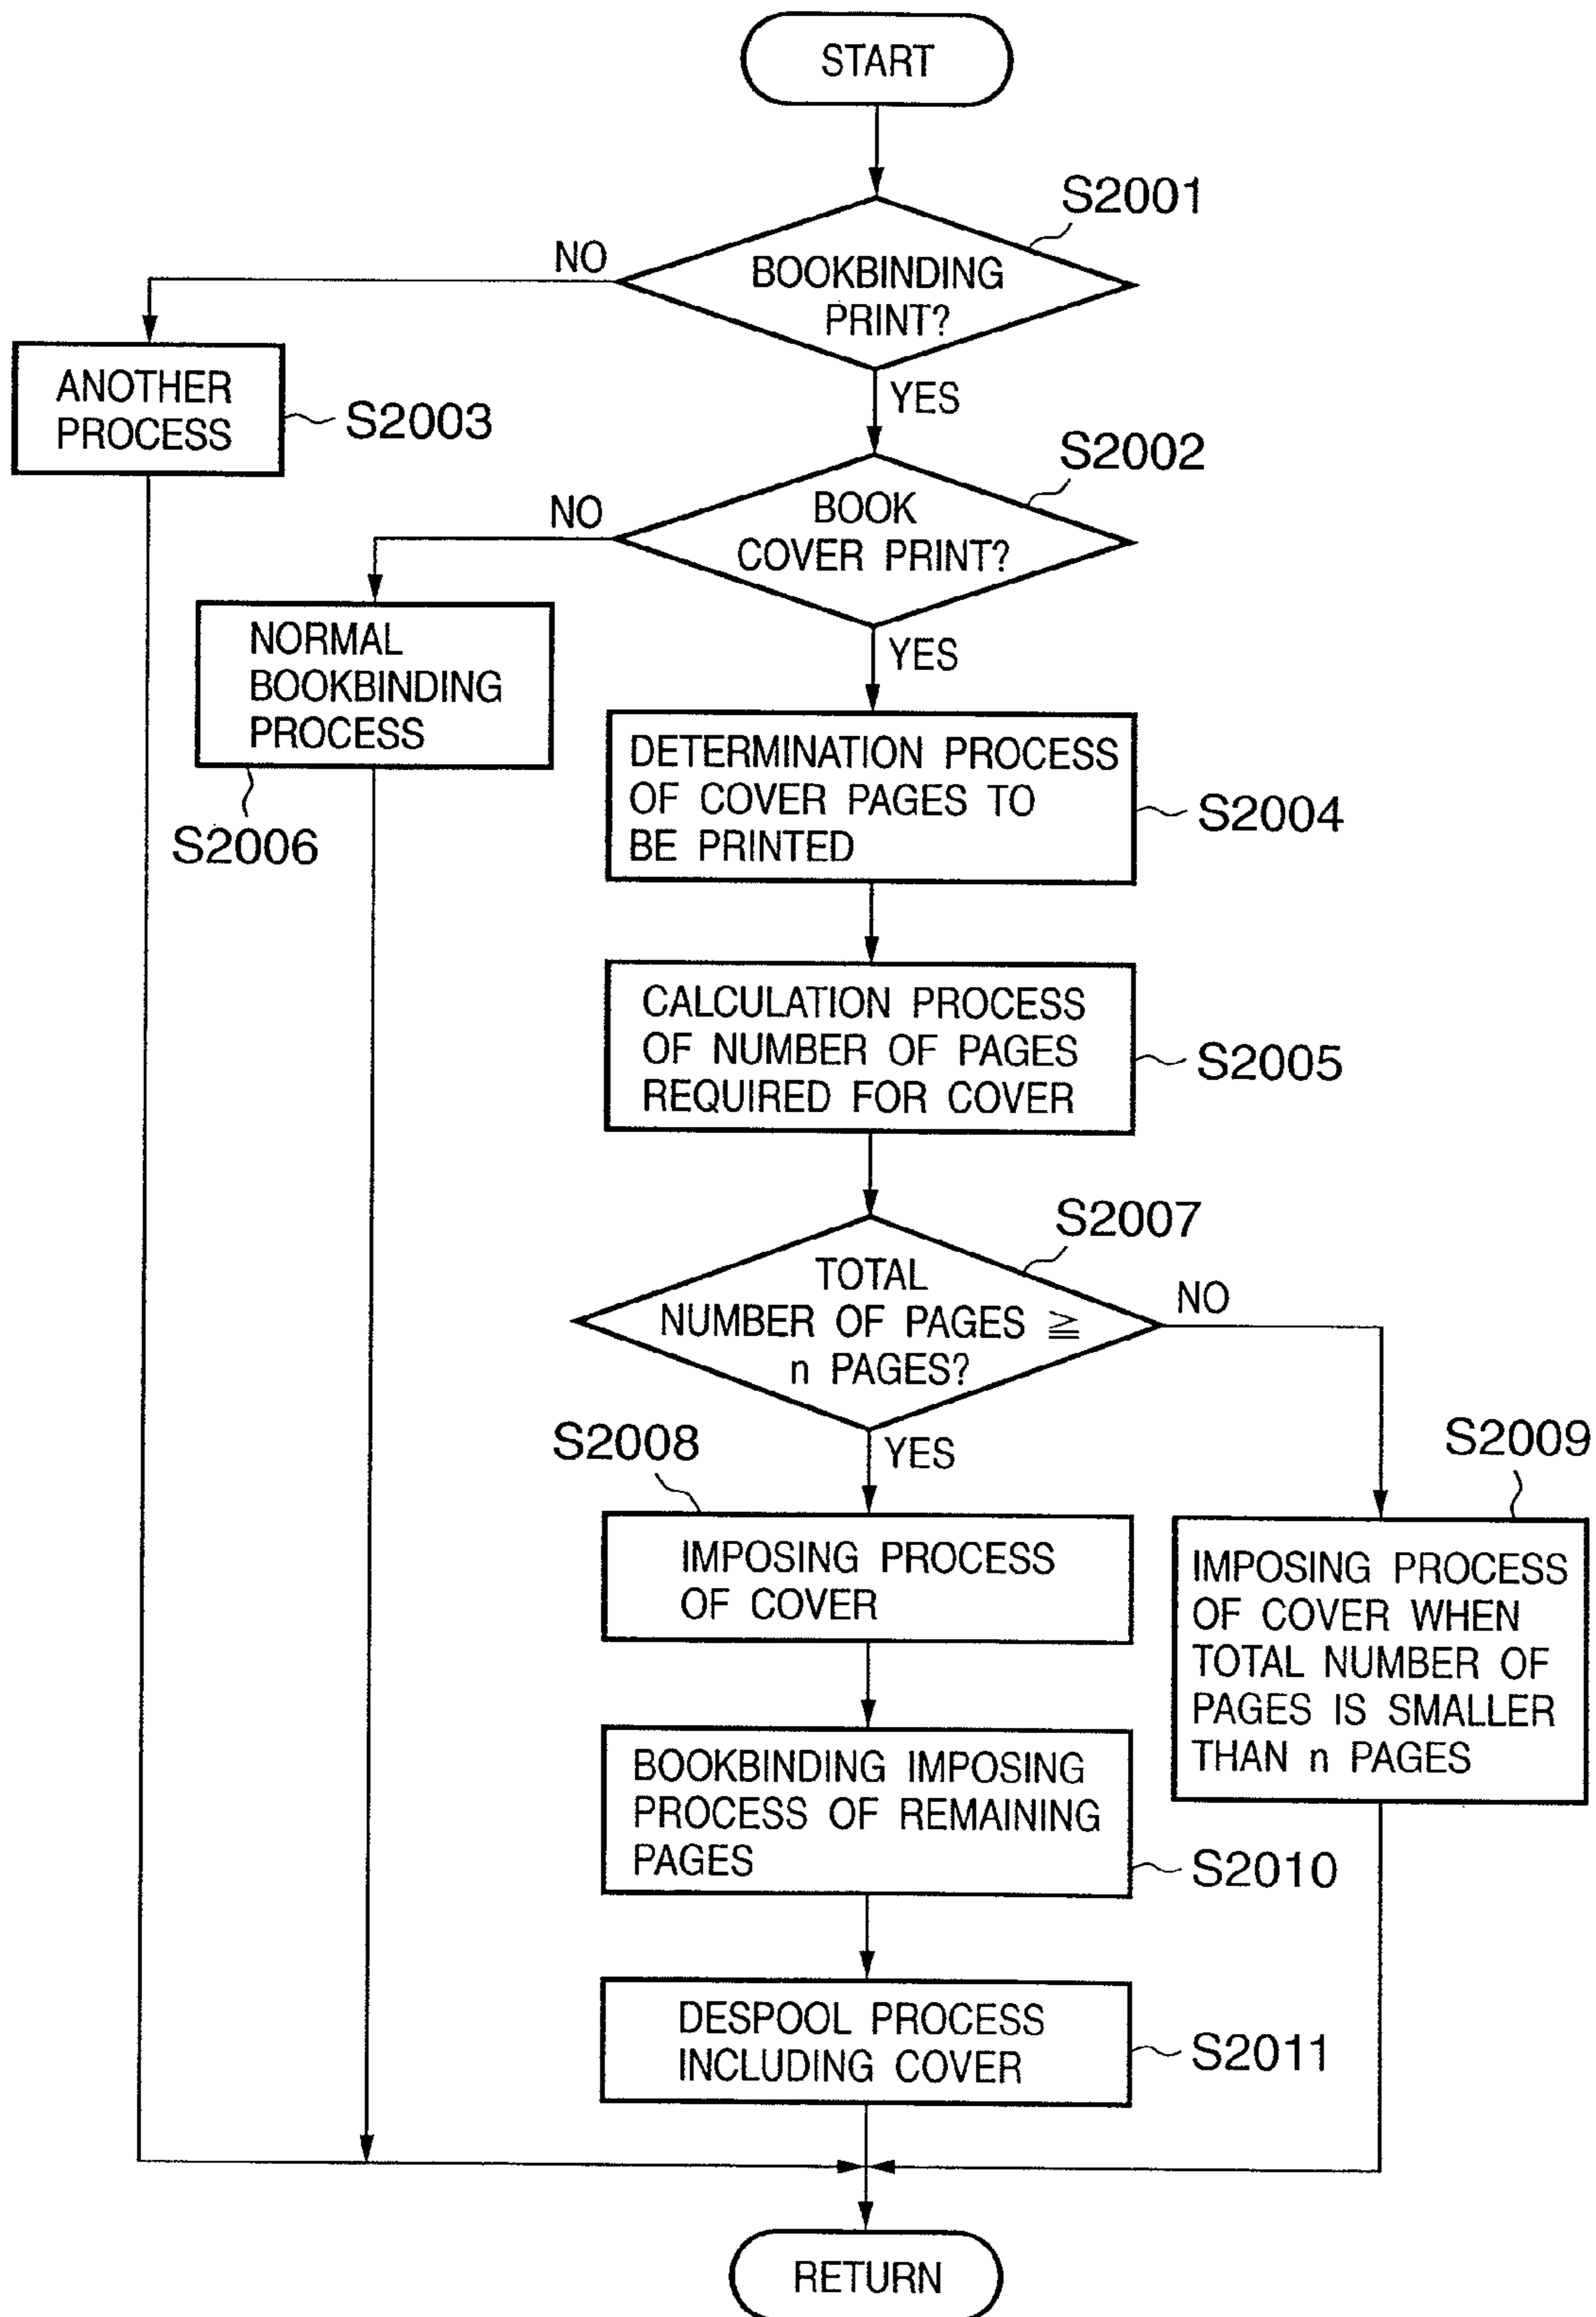 START
S2001
NO
BOOKBINDING
PRINT?
YES
ANOTHER
PROCESS
S2003
S2002
NO
BOOK
COVER PRINT?
YES
NORMAL
BOOKBINDING
PROCESS
S2006
DETERMINATION PROCESS
OF COVER PAGES TO
BE PRINTED
S2004
CALCULATION PROCESS
OF NUMBER OF PAGES
REQUIRED FOR COVER
S2005
S2007
TOTAL
NUMBER OF PAGES ≧
n PAGES?
NO
YES
S2008
S2009
IMPOSING PROCESS
OF COVER
IMPOSING PROCESS
OF COVER WHEN
TOTAL NUMBER OF
PAGES IS SMALLER
THAN n PAGES
BOOKBINDING IMPOSING
PROCESS OF REMAINING
PAGES
S2010
DESPOOL PROCESS
INCLUDING COVER
S2011
RETURN